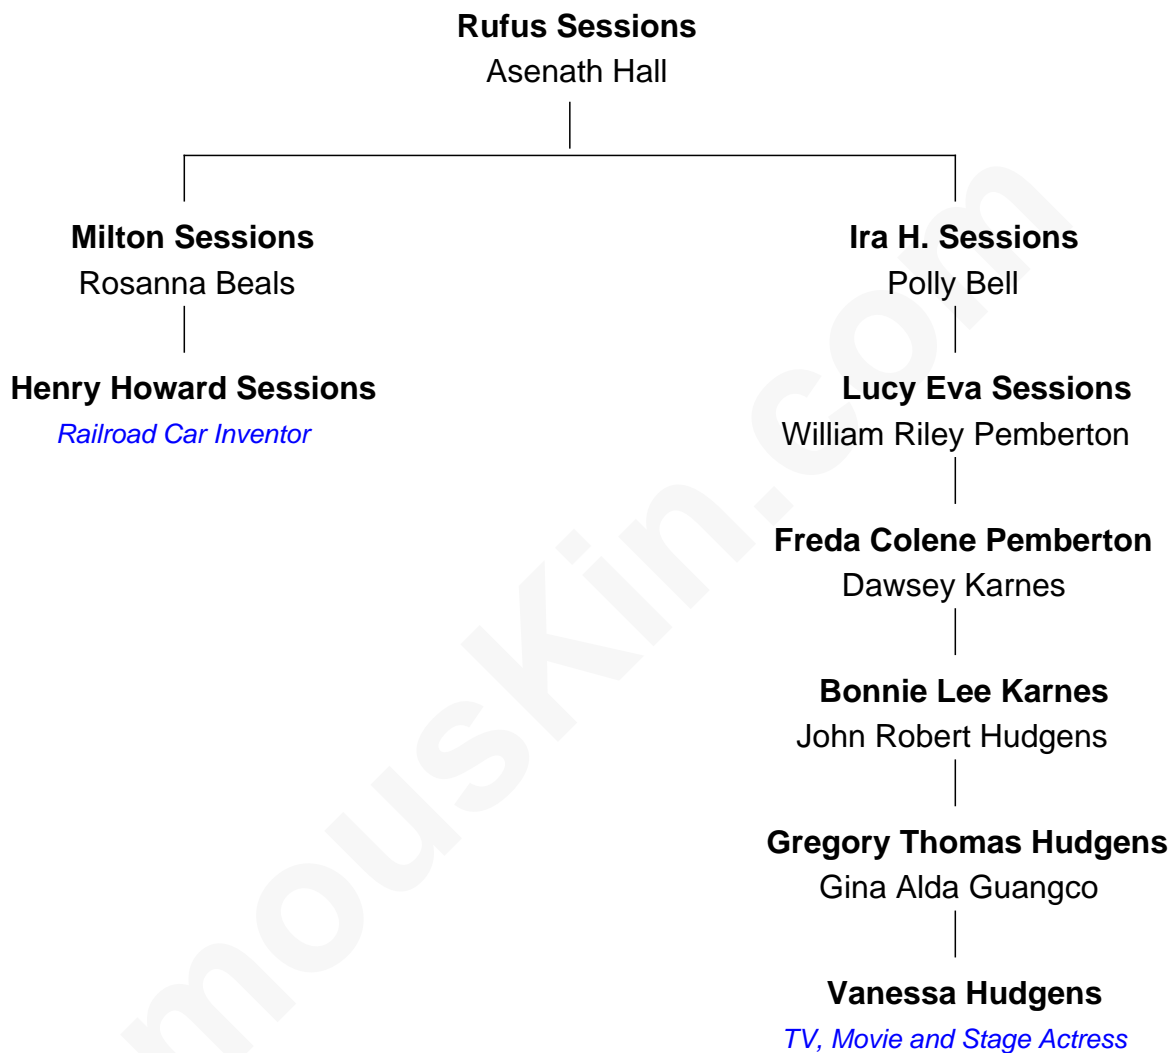 Rufus Sessions
Asenath Hall
Milton Sessions
Rosanna Beals
Ira H. Sessions
Polly Bell
Henry Howard Sessions
Railroad Car Inventor
Lucy Eva Sessions
William Riley Pemberton
Freda Colene Pemberton
Dawsey Karnes
Bonnie Lee Karnes
John Robert Hudgens
Gregory Thomas Hudgens
Gina Alda Guangco
Vanessa Hudgens
TV, Movie and Stage Actress
mouskin.com